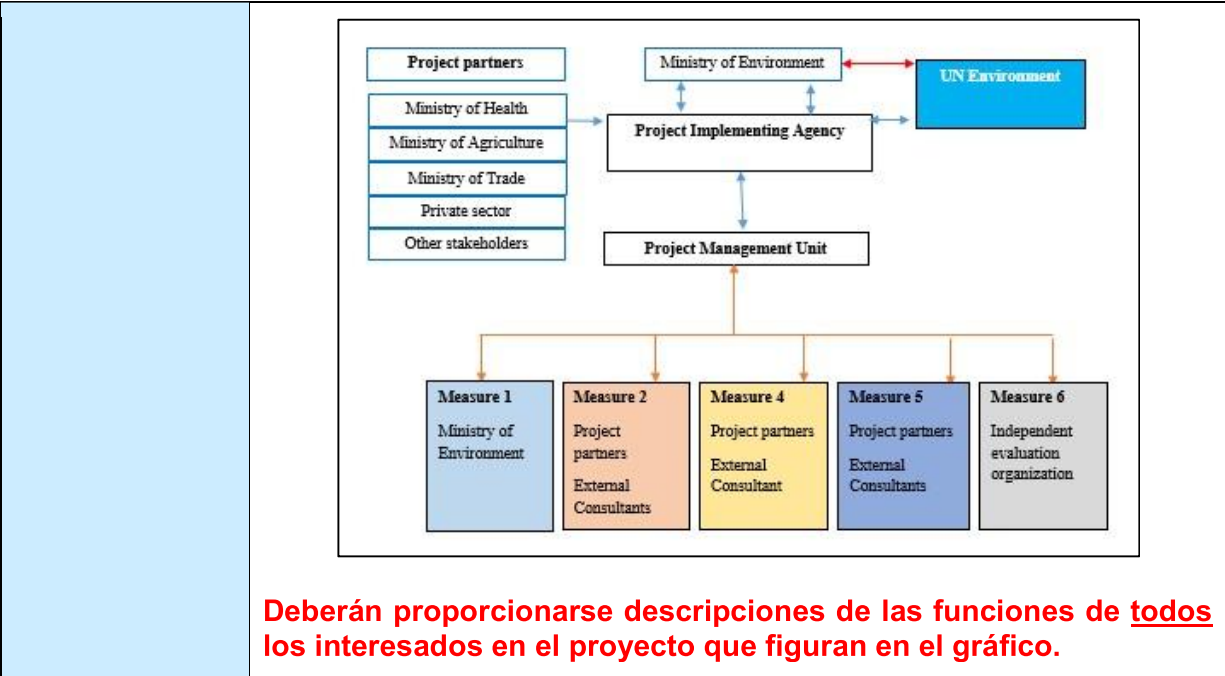 Project partners
Ministry of Health
Ministry of Agriculture
Ministry of Trade
Private sector
Other stakeholders
Ministry of Environment
UN Environment
Project Implementing Agency
Project Management Unit
Measure 1
Ministry of
Environment
Measure 2
Project
partners
External
Consultants
Measure 4
Project partners
External
Consultant
Measure 5
Project partners
External
Consultants
Measure 6
Independent
evaluation
organization
Deberán proporcionarse descripciones de las funciones de todos
los interesados en el proyecto que figuran en el gráfico.